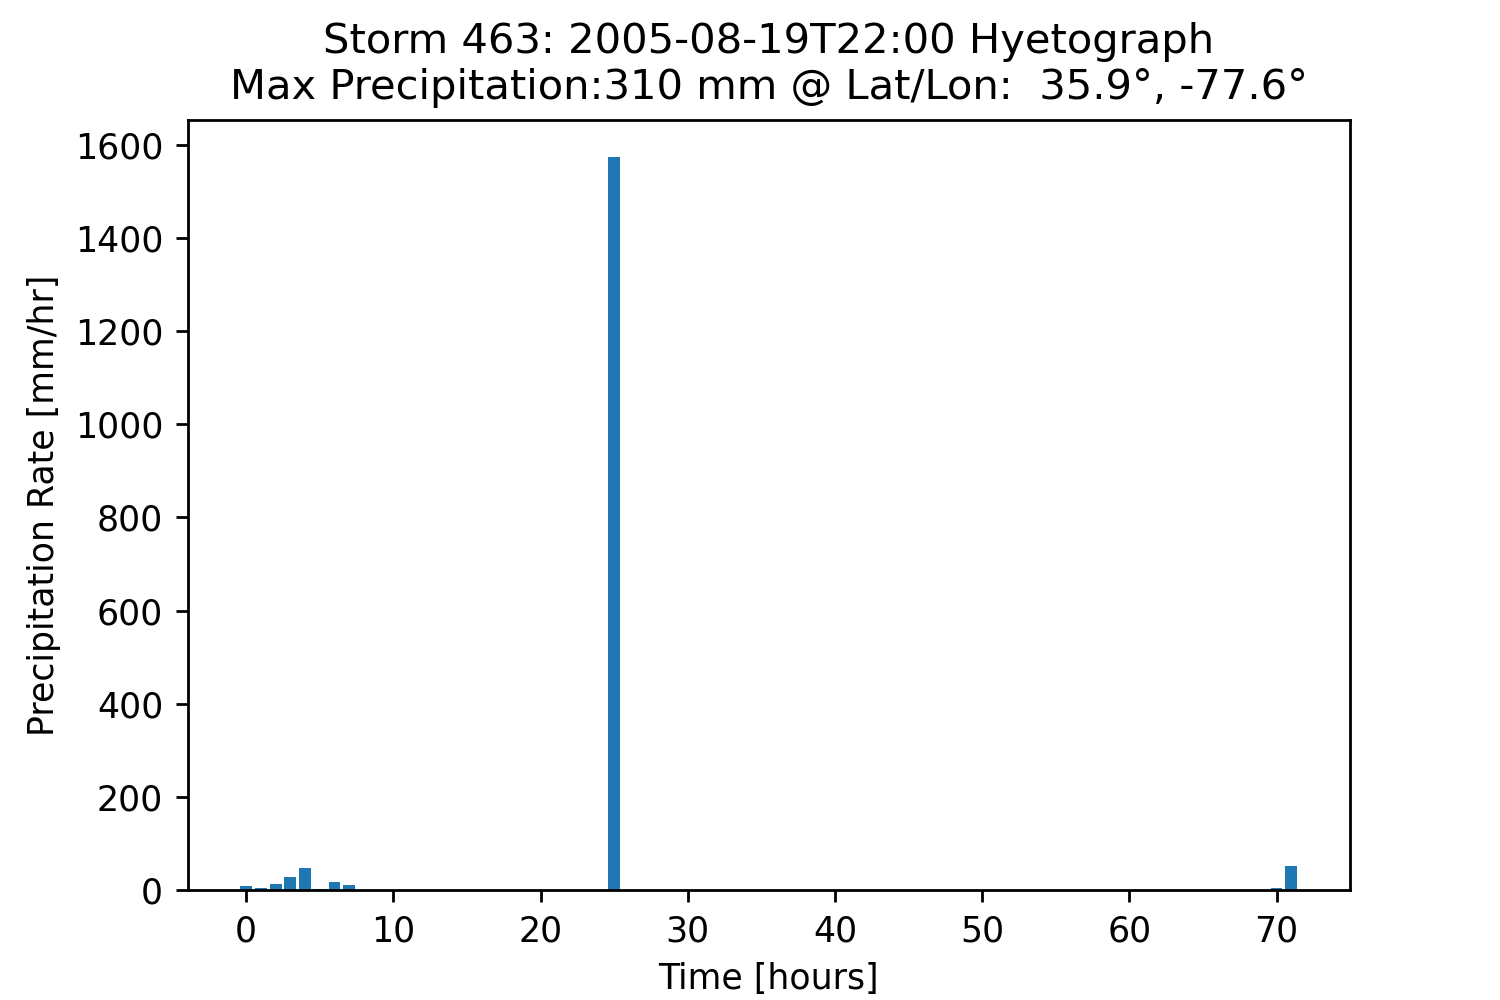 Storm 463: 2005-08-19T22:00 Hyetograph
Max Precipitation:310 mm @ Lat/Lon:  35.9°, -77.6°
Precipitation Rate [mm/hr]
1600
1400
1200
1000
800
600
400
200
0
0 10 20 30 40 50 60 70
Time [hours]